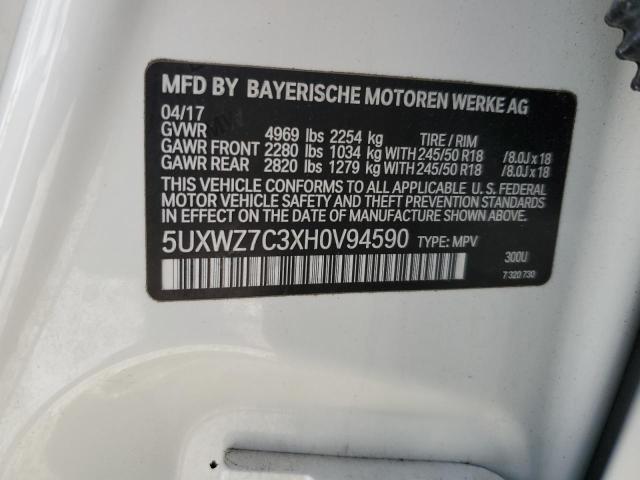 MFD BY BAYERISCHE MOTOREN WERKE AG
04/17
GVWR 4969 lbs 2254 kg TIRE / RIM
GAWR FRONT 2280 lbs 1034 kg WITH 245/50 R18 /8.0J x 18
GAWR REAR 2820 lbs 1279 kg WITH 245/50 R18 /8.0J x 18
THIS VEHICLE CONFORMS TO ALL APPLICABLE U. S. FEDERAL
MOTOR VEHICLE SAFETY AND THEFT PREVENTION STANDARDS
IN EFFECT ON THE DATE OF MANUFACTURE SHOWN ABOVE.
5UXWZ7C3XH0V94590 TYPE: MPV
300U
7 320 730